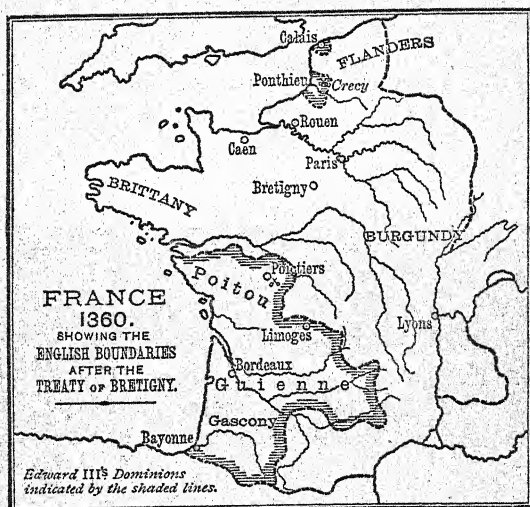 Calais
FLANDERS
Ponthieu
Crecy
Rouen
Caen
Paris
BRITTANY
Bretigny
BURGUNDY
Poictiers
Poitou
FRANCE
1360.
SHOWING THE
ENGLISH BOUNDARIES
AFTER THE
TREATY OF BRETIGNY.
Limoges
Lyons
Bordeaux
Guienne
Gascony
Bayonne
Edward III's Dominions
indicated by the shaded lines.